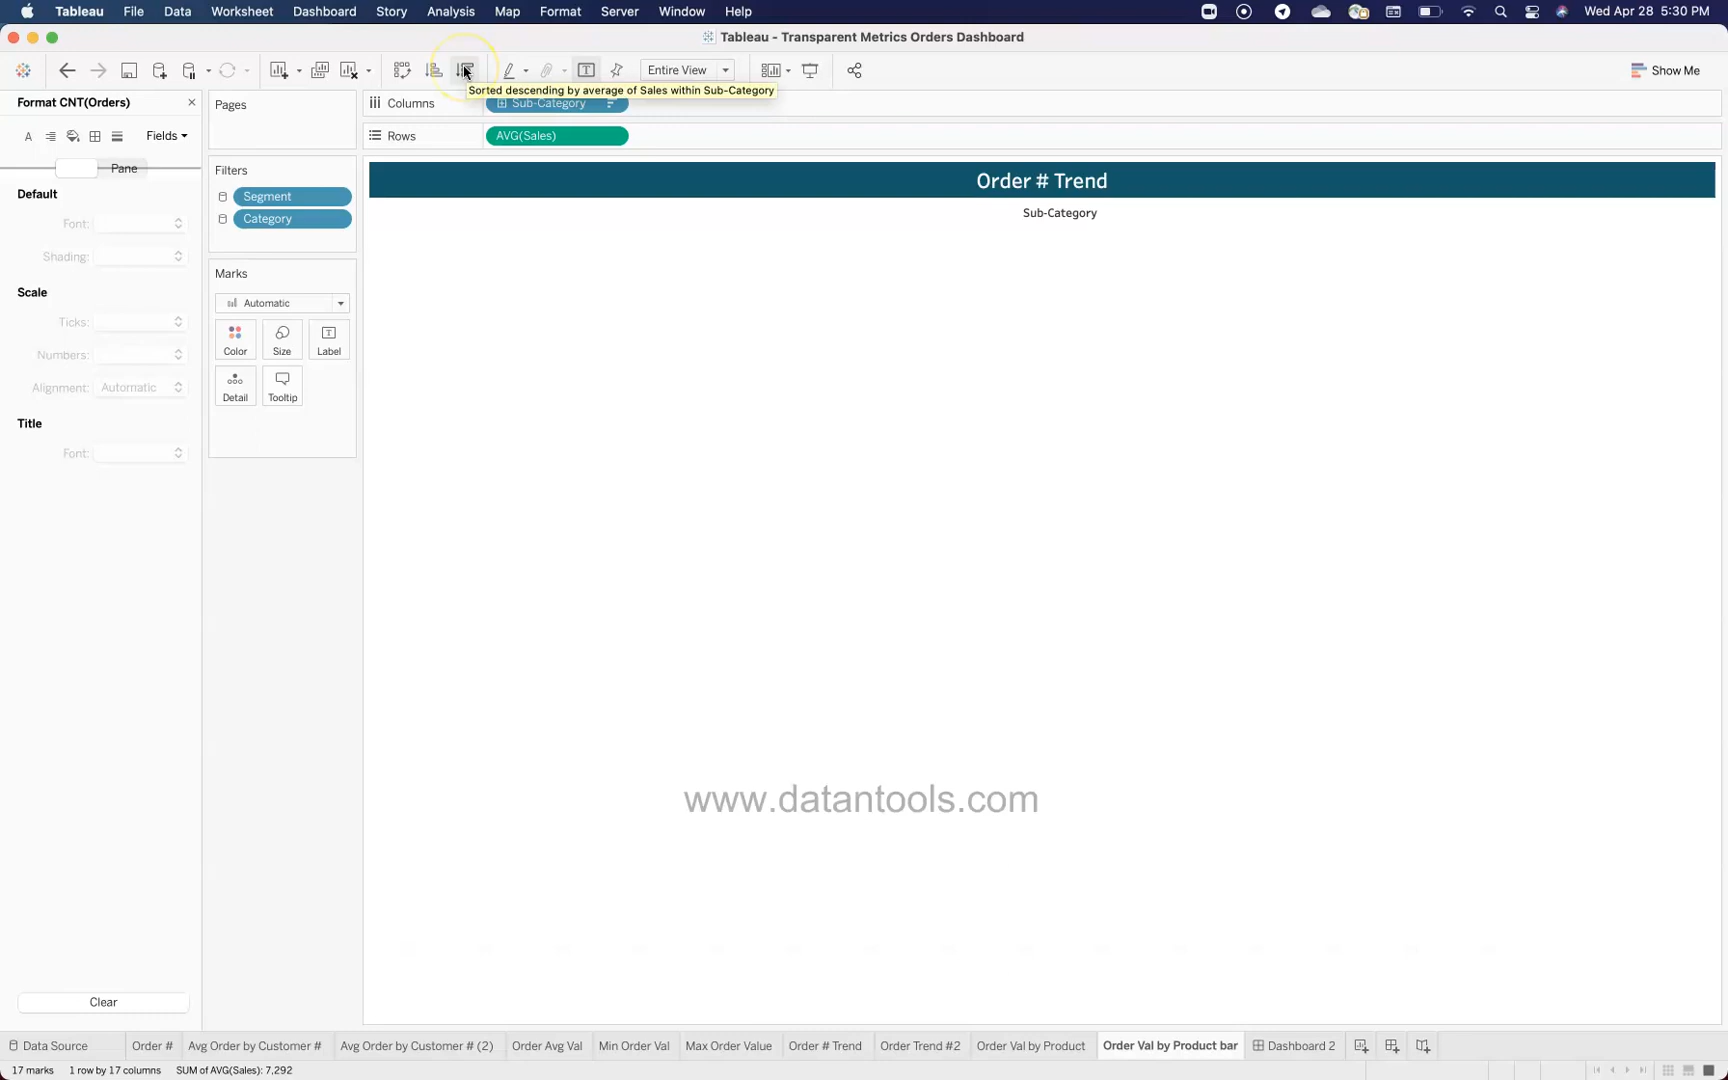 Tableau File Data Worksheet Dashboard Story Analysis Map Format Server Window Help Wed Apr 28 5:30 PM
Tableau - Transparent Metrics Orders Dashboard
Entire View Show Me
Sorted descending by average of Sales within Sub-Category
Format CNT(Orders) Pages Columns Sub-Category
Fields Rows AVG(Sales)
Pane Filters Order # Trend
Default Segment Sub-Category
Font: Category
Shading:
Marks
Scale Automatic
Ticks:
Numbers: Color Size Label
Alignment: Automatic Detail Tooltip
Title
Font:
www.datantools.com
Clear
Data Source Order # Avg Order by Customer # Avg Order by Customer # (2) Order Avg Val Min Order Val Max Order Value Order # Trend Order Trend #2 Order Val by Product Order Val by Product bar Dashboard 2
17 marks 1 row by 17 columns SUM of AVG(Sales): 7,292